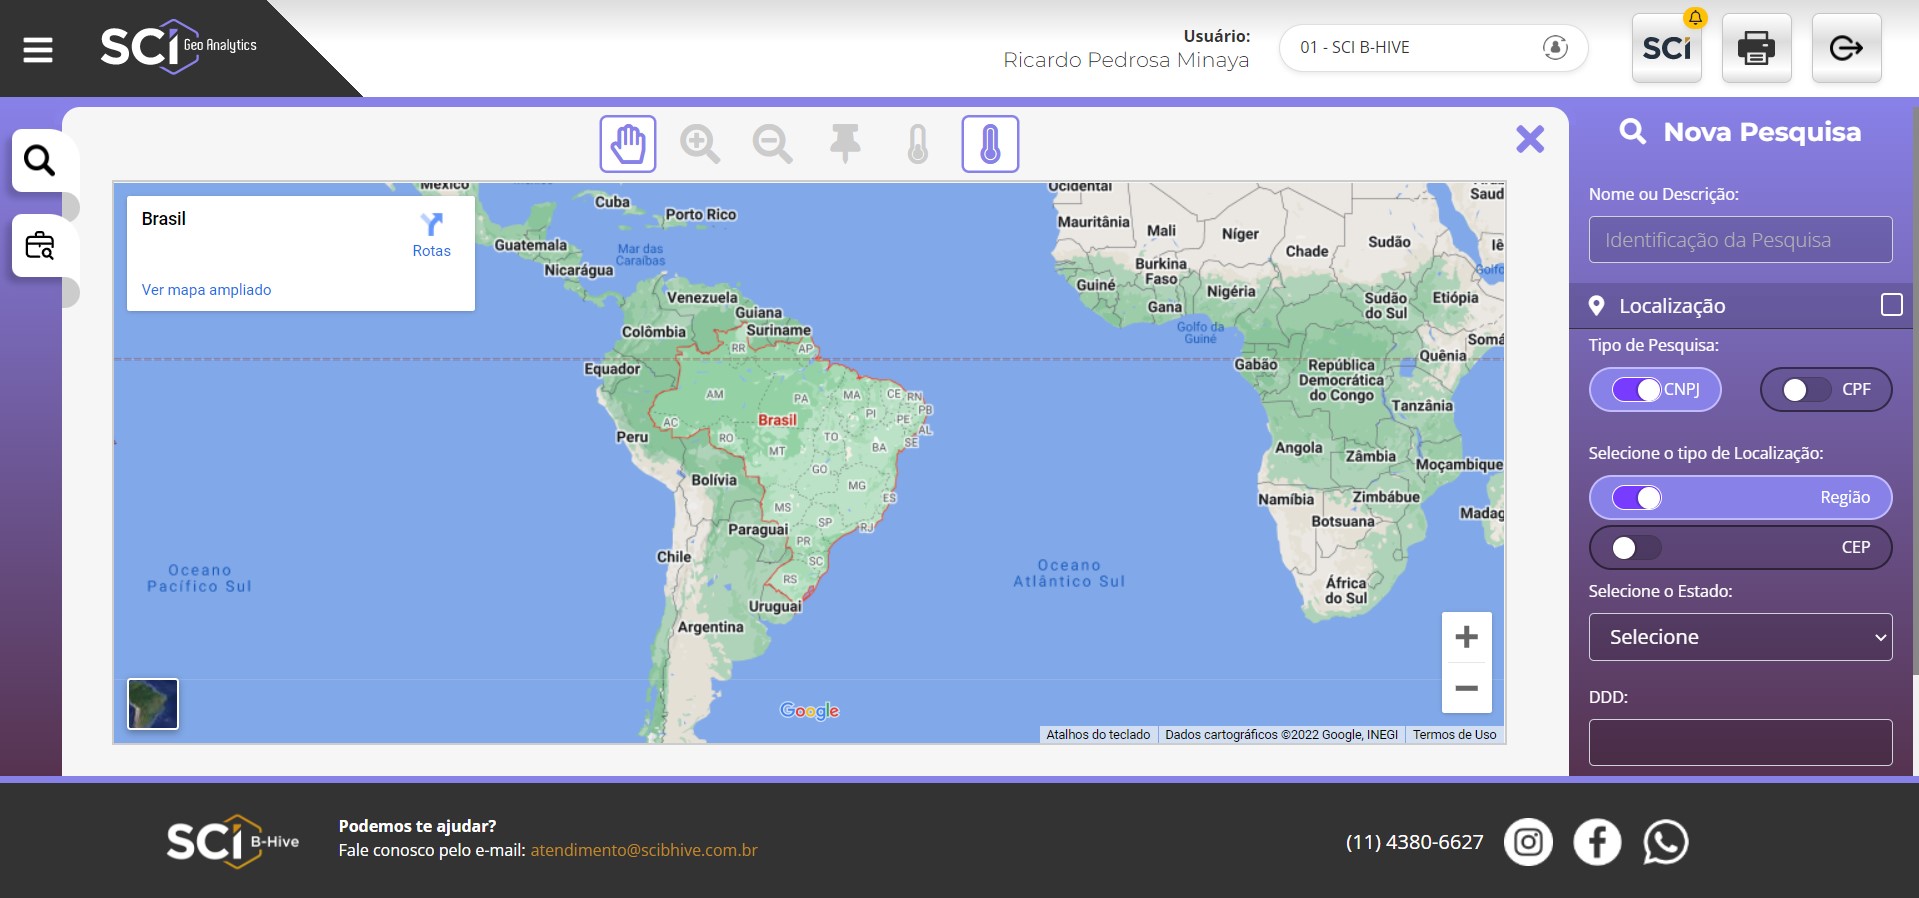 SCi Geo Analytics
Usuário:
Ricardo Pedrosa Minaya
01 - SCI B-HIVE
SCi
Nova Pesquisa
Nome ou Descrição:
Identificação da Pesquisa
Localização
Tipo de Pesquisa:
CNPJ
CPF
Selecione o tipo de Localização:
Região
CEP
Selecione o Estado:
Selecione
DDD:
Brasil
Rotas
Ver mapa ampliado
México
Cuba
Porto Rico
Guatemala
Mar das
Caraíbas
Nicarágua
Venezuela
Guiana
Colômbia
Suriname
RR
AP
Equador
AM
PA
MA
CE
RN
PB
PI
PE
AL
SE
AC
Brasil
Peru
RO
TO
BA
MT
GO
Bolívia
MG
ES
MS
SP
RJ
Paraguai
PR
Chile
SC
RS
Uruguai
Argentina
Oceano
Pacífico Sul
Oceano
Atlântico Sul
Ocidental
Saud
Mauritânia
Mali
Níger
Chade
Sudão
Iê
Burkina
Faso
Golfo
Guiné
Nigéria
Gana
Sudão
do Sul
Etiópia
Golfo da
Guiné
Somá
Quênia
Gabão
República
Democrática
do Congo
Tanzânia
Angola
Zâmbia
Moçambique
Namíbia
Zimbábue
Botsuana
Madag
África
do Sul
Google
Atalhos do teclado
Dados cartográficos ©2022 Google, INEGI
Termos de Uso
SCi B-Hive
Podemos te ajudar?
Fale conosco pelo e-mail: atendimento@scibhive.com.br
(11) 4380-6627